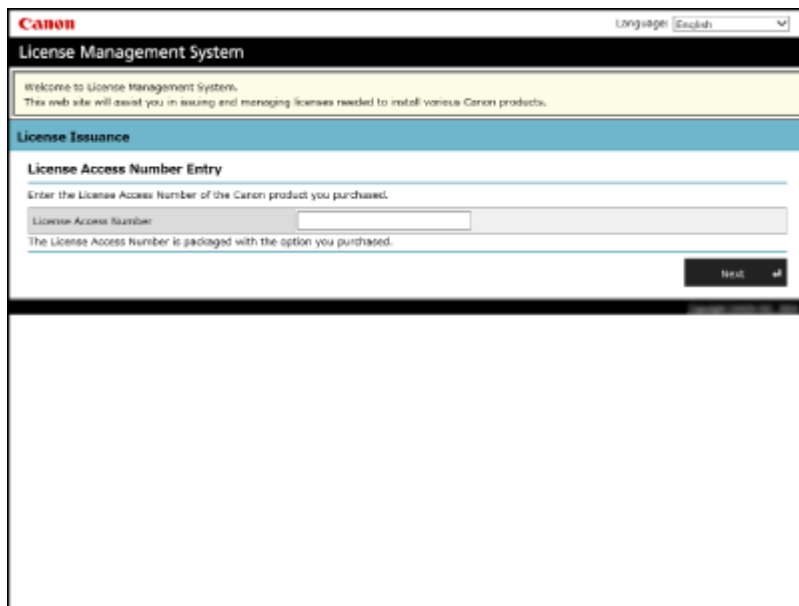 Canon
Language: English
License Management System
Welcome to License Management System.
This web site will assist you in issuing and managing licenses needed to install various Canon products.
License Issuance
License Access Number Entry
Enter the License Access Number of the Canon product you purchased.
License Access Number
The License Access Number is packaged with the option you purchased.
Next